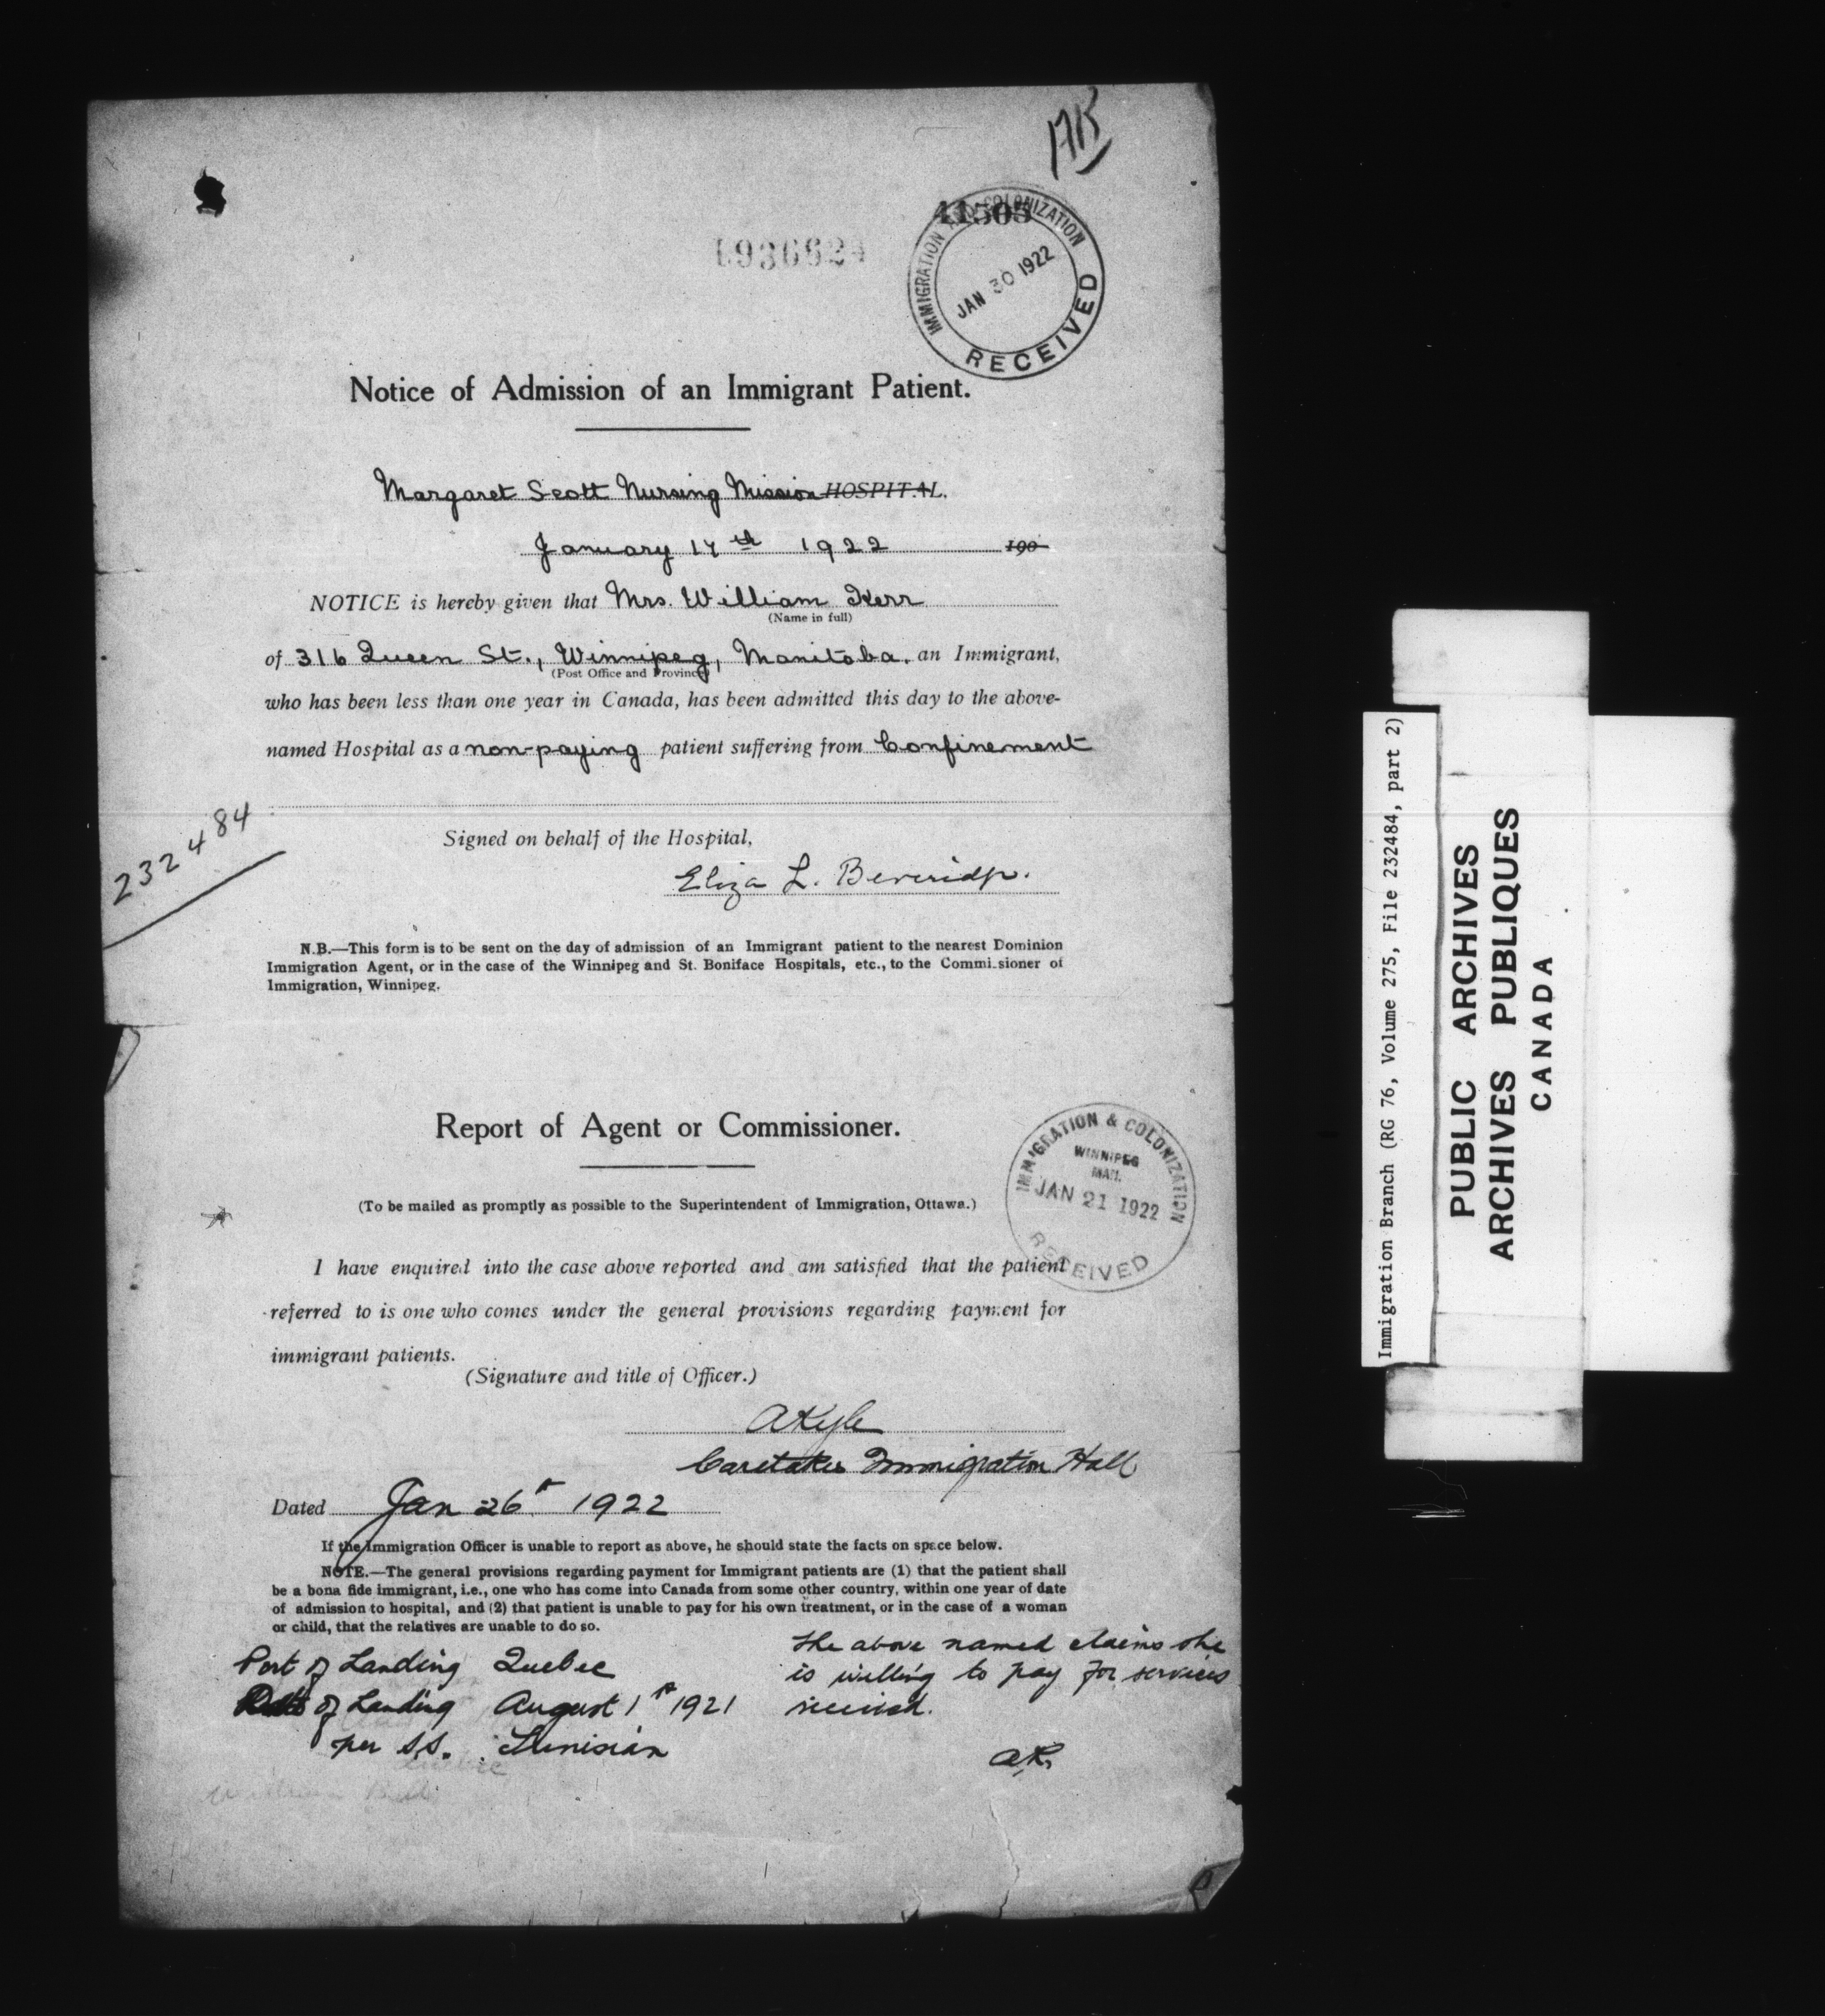 41505
IMMIGRATION AND COLONIZATION
JAN 30 1922
RECEIVED
Notice of Admission of an Immigrant Patient.
Margaret Scott Nursing Mission HOSPITAL.
January 17th 1922 190
NOTICE is hereby given that Mrs. William Kerr
(Name in full)
of 316 Queen St., Winnipeg, Manitoba. an Immigrant,
(Post Office and Province)
who has been less than one year in Canada, has been admitted this day to the above-
named Hospital as a non-paying patient suffering from Confinement
232484
Signed on behalf of the Hospital,
Eliza L. Beveridge.
N.B.—This form is to be sent on the day of admission of an Immigrant patient to the nearest Dominion
Immigration Agent, or in the case of the Winnipeg and St. Boniface Hospitals, etc., to the Commissioner of
Immigration, Winnipeg.
Report of Agent or Commissioner.
IMMIGRATION & COLONIZATION
WINNIPEG
MAN.
JAN 21 1922
RECEIVED
(To be mailed as promptly as possible to the Superintendent of Immigration, Ottawa.)
I have enquired into the case above reported and am satisfied that the patient
referred to is one who comes under the general provisions regarding payment for
immigrant patients.
(Signature and title of Officer.)
A Kyle
Caretaker Immigration Hall
Dated Jan 26th 1922
If the Immigration Officer is unable to report as above, he should state the facts on space below.
NOTE.—The general provisions regarding payment for Immigrant patients are (1) that the patient shall
be a bona fide immigrant, i.e., one who has come into Canada from some other country, within one year of date
of admission to hospital, and (2) that patient is unable to pay for his own treatment, or in the case of a woman
or child, that the relatives are unable to do so.
Port of Landing Quebec
Date of Landing August 1st 1921
per S.S. Tunisian
The above named claims she
is willing to pay for services
received.
A.K.
Immigration Branch (RG 76, Volume 275, File 232484, part 2)
PUBLIC ARCHIVES
ARCHIVES PUBLIQUES
CANADA